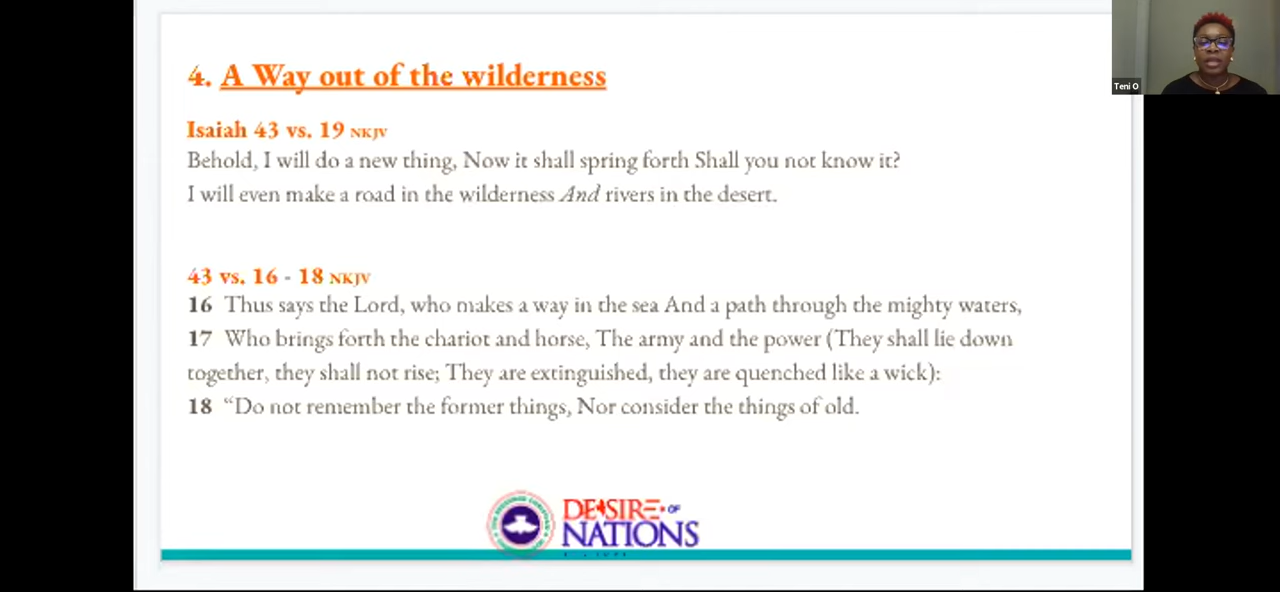 4. A Way out of the wilderness
Teni O
Isaiah 43 vs. 19 NKJV
Behold, I will do a new thing, Now it shall spring forth Shall you not know it?
I will even make a road in the wilderness And rivers in the desert.
43 vs. 16 - 18 NKJV
16 Thus says the Lord, who makes a way in the sea And a path through the mighty waters,
17 Who brings forth the chariot and horse, The army and the power (They shall lie down
together, they shall not rise; They are extinguished, they are quenched like a wick):
18 “Do not remember the former things, Nor consider the things of old.
DESIRE OF
NATIONS